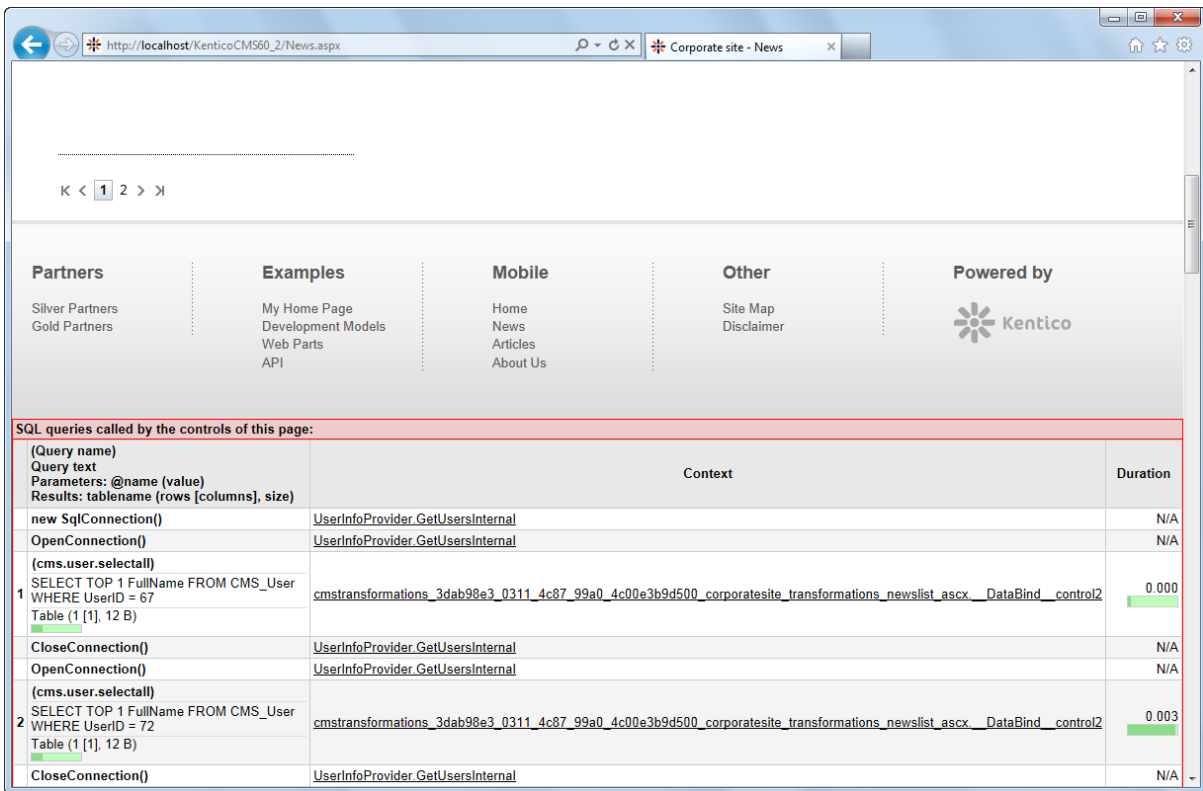 http://localhost/KenticoCMS60_2/News.aspx
Corporate site - News
1 2
Partners
Silver Partners
Gold Partners
Examples
My Home Page
Development Models
Web Parts
API
Mobile
Home
News
Articles
About Us
Other
Site Map
Disclaimer
Powered by
Kentico
SQL queries called by the controls of this page:
(Query name)
Query text
Parameters: @name (value)
Results: tablename (rows [columns], size)
Context
Duration
new SqlConnection()
UserInfoProvider.GetUsersInternal
N/A
OpenConnection()
UserInfoProvider.GetUsersInternal
N/A
1
(cms.user.selectall)
SELECT TOP 1 FullName FROM CMS_User
WHERE UserID = 67
Table (1 [1], 12 B)
cmstransformations_3dab98e3_0311_4c87_99a0_4c00e3b9d500_corporatesite_transformations_newslist_ascx.__DataBind__control2
0.000
CloseConnection()
UserInfoProvider.GetUsersInternal
N/A
OpenConnection()
UserInfoProvider.GetUsersInternal
N/A
2
(cms.user.selectall)
SELECT TOP 1 FullName FROM CMS_User
WHERE UserID = 72
Table (1 [1], 12 B)
cmstransformations_3dab98e3_0311_4c87_99a0_4c00e3b9d500_corporatesite_transformations_newslist_ascx.__DataBind__control2
0.003
CloseConnection()
UserInfoProvider.GetUsersInternal
N/A